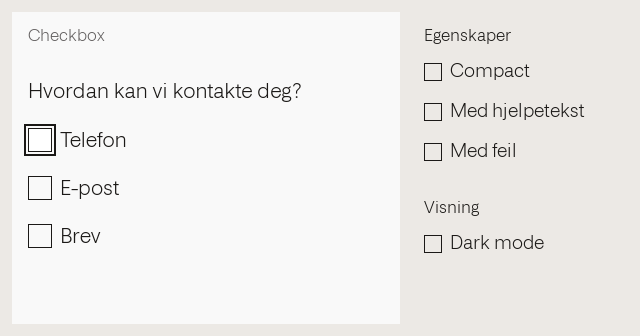 Checkbox
Hvordan kan vi kontakte deg?
Telefon
E-post
Brev
Egenskaper
Compact
Med hjelpetekst
Med feil
Visning
Dark mode